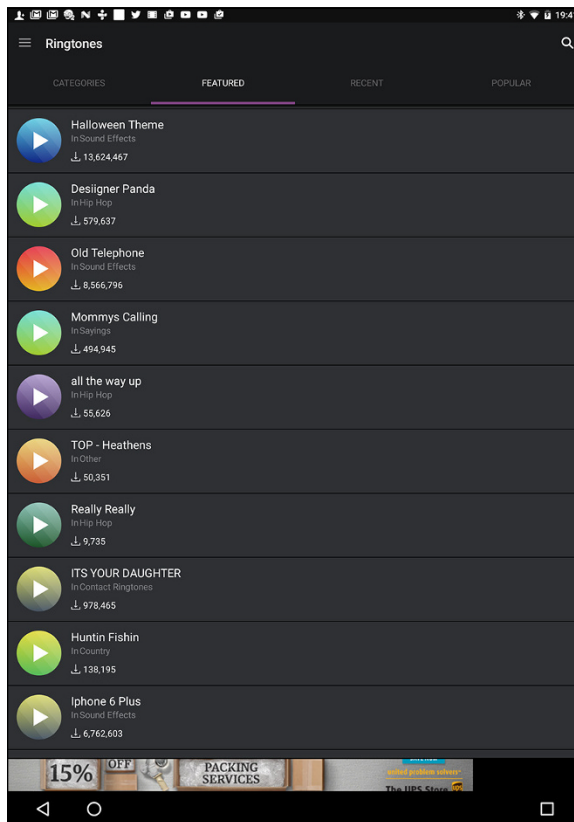 19:4
Ringtones
CATEGORIES FEATURED RECENT POPULAR
Halloween Theme
In Sound Effects
13,624,467
Desiigner Panda
In Hip Hop
579,637
Old Telephone
In Sound Effects
8,566,796
Mommys Calling
In Sayings
494,945
all the way up
In Hip Hop
55,626
TOP - Heathens
In Other
50,351
Really Really
In Hip Hop
9,735
ITS YOUR DAUGHTER
In Contact Ringtones
978,465
Huntin Fishin
In Country
138,195
Iphone 6 Plus
In Sound Effects
6,762,603
15% OFF PACKING
SERVICES
united problem solvers
The UPS Store ups